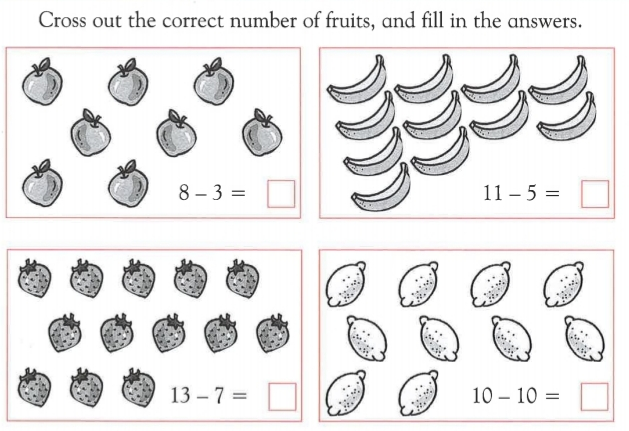 Cross out the correct number of fruits, and fill in the answers.
8 – 3 =
11 – 5 =
13 – 7 =
10 – 10 =